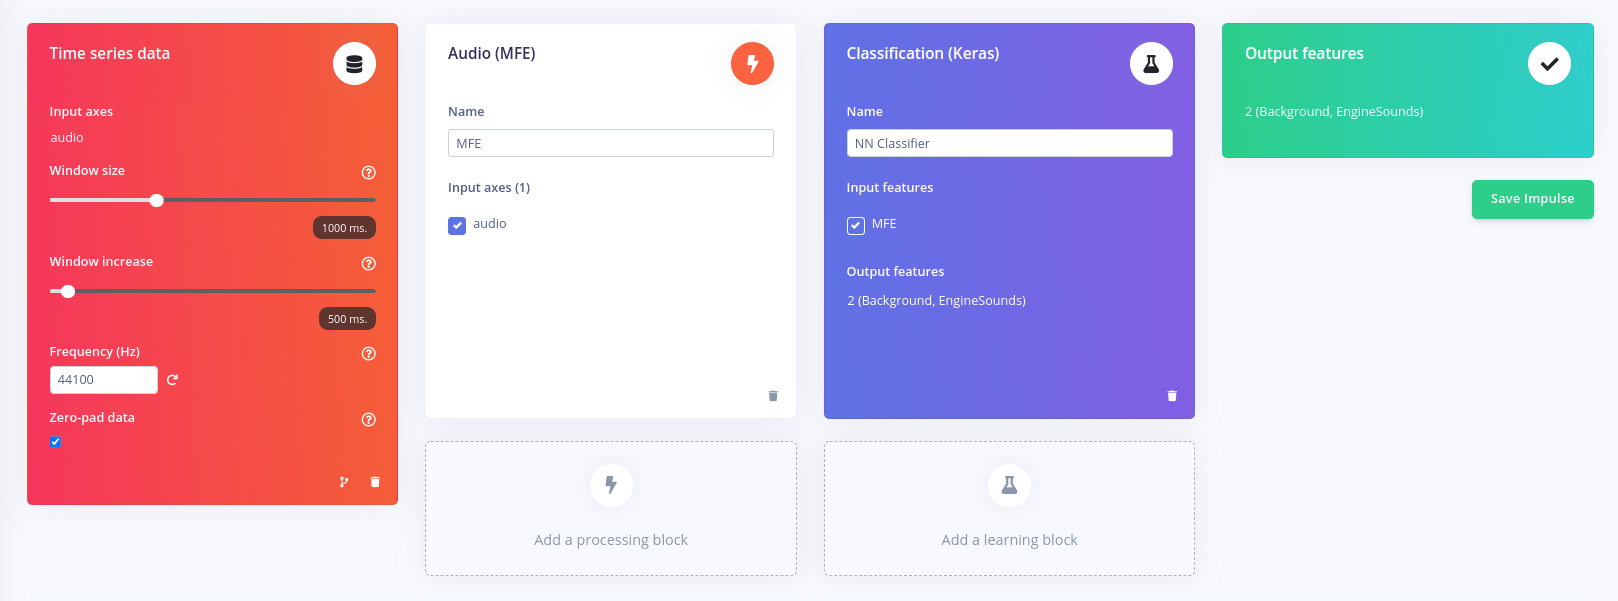 Time series data
Input axes
audio
Window size
1000 ms.
Window increase
500 ms.
Frequency (Hz)
44100
Zero-pad data
Audio (MFE)
Name
MFE
Input axes (1)
audio
Add a processing block
Classification (Keras)
Name
NN Classifier
Input features
MFE
Output features
2 (Background, EngineSounds)
Add a learning block
Output features
2 (Background, EngineSounds)
Save Impulse